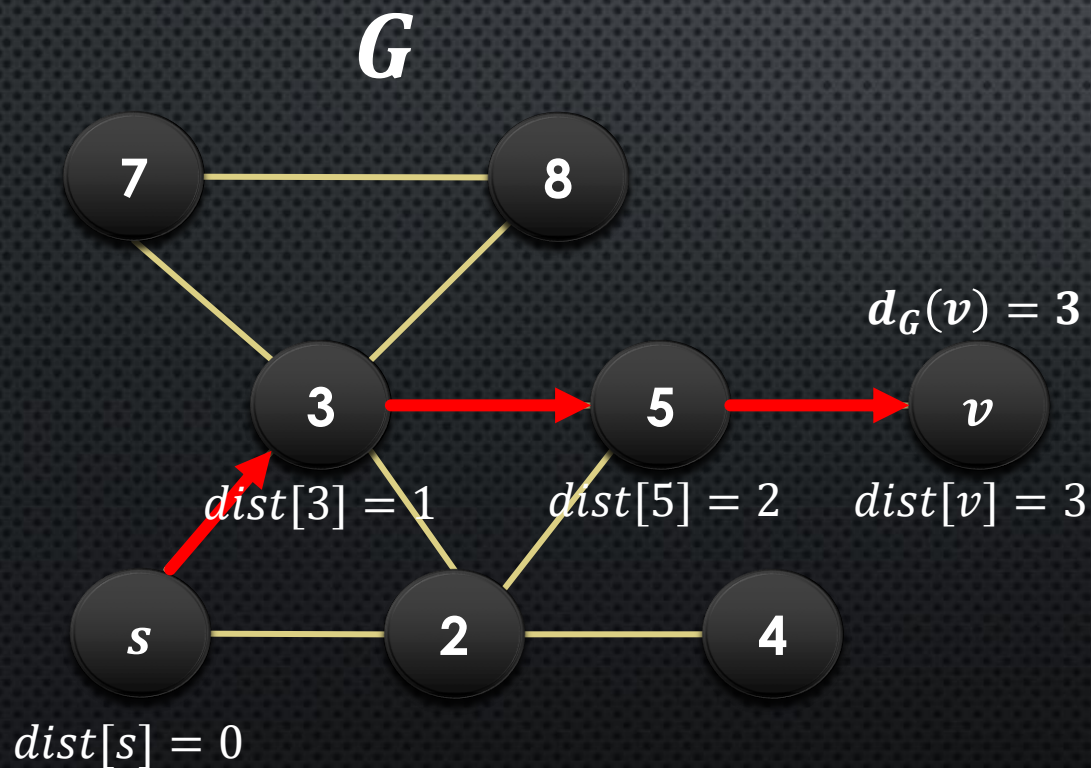 G
7
8
d_G(v) = 3
3
5
v
dist[3] = 1
dist[5] = 2
dist[v] = 3
s
2
4
dist[s] = 0